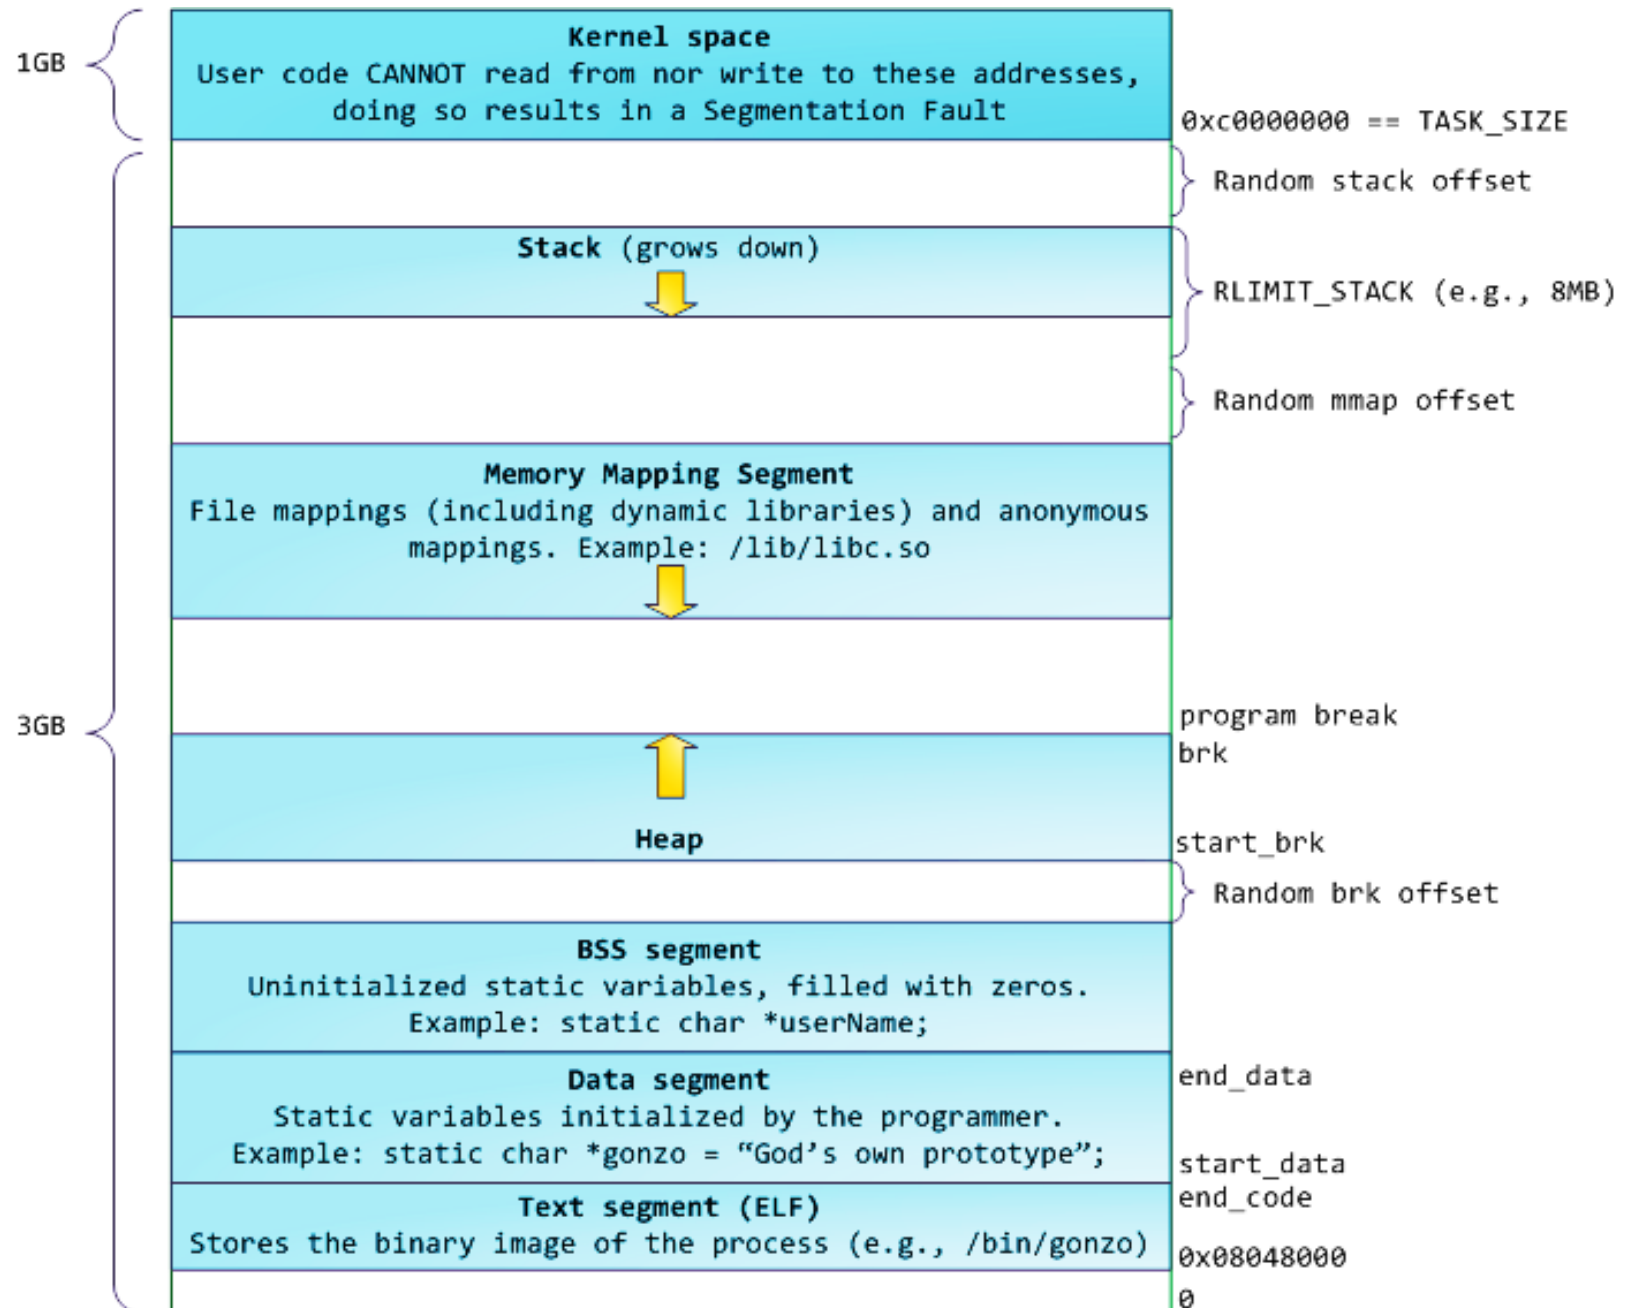 1GB
Kernel space
User code CANNOT read from nor write to these addresses,
doing so results in a Segmentation Fault
0xc0000000 == TASK_SIZE
Random stack offset
Stack (grows down)
RLIMIT_STACK (e.g., 8MB)
Random mmap offset
Memory Mapping Segment
File mappings (including dynamic libraries) and anonymous
mappings. Example: /lib/libc.so
3GB
program break
brk
Heap
start_brk
Random brk offset
BSS segment
Uninitialized static variables, filled with zeros.
Example: static char *userName;
Data segment
end_data
Static variables initialized by the programmer.
Example: static char *gonzo = “God’s own prototype”;
start_data
end_code
Text segment (ELF)
Stores the binary image of the process (e.g., /bin/gonzo)
0x08048000
0